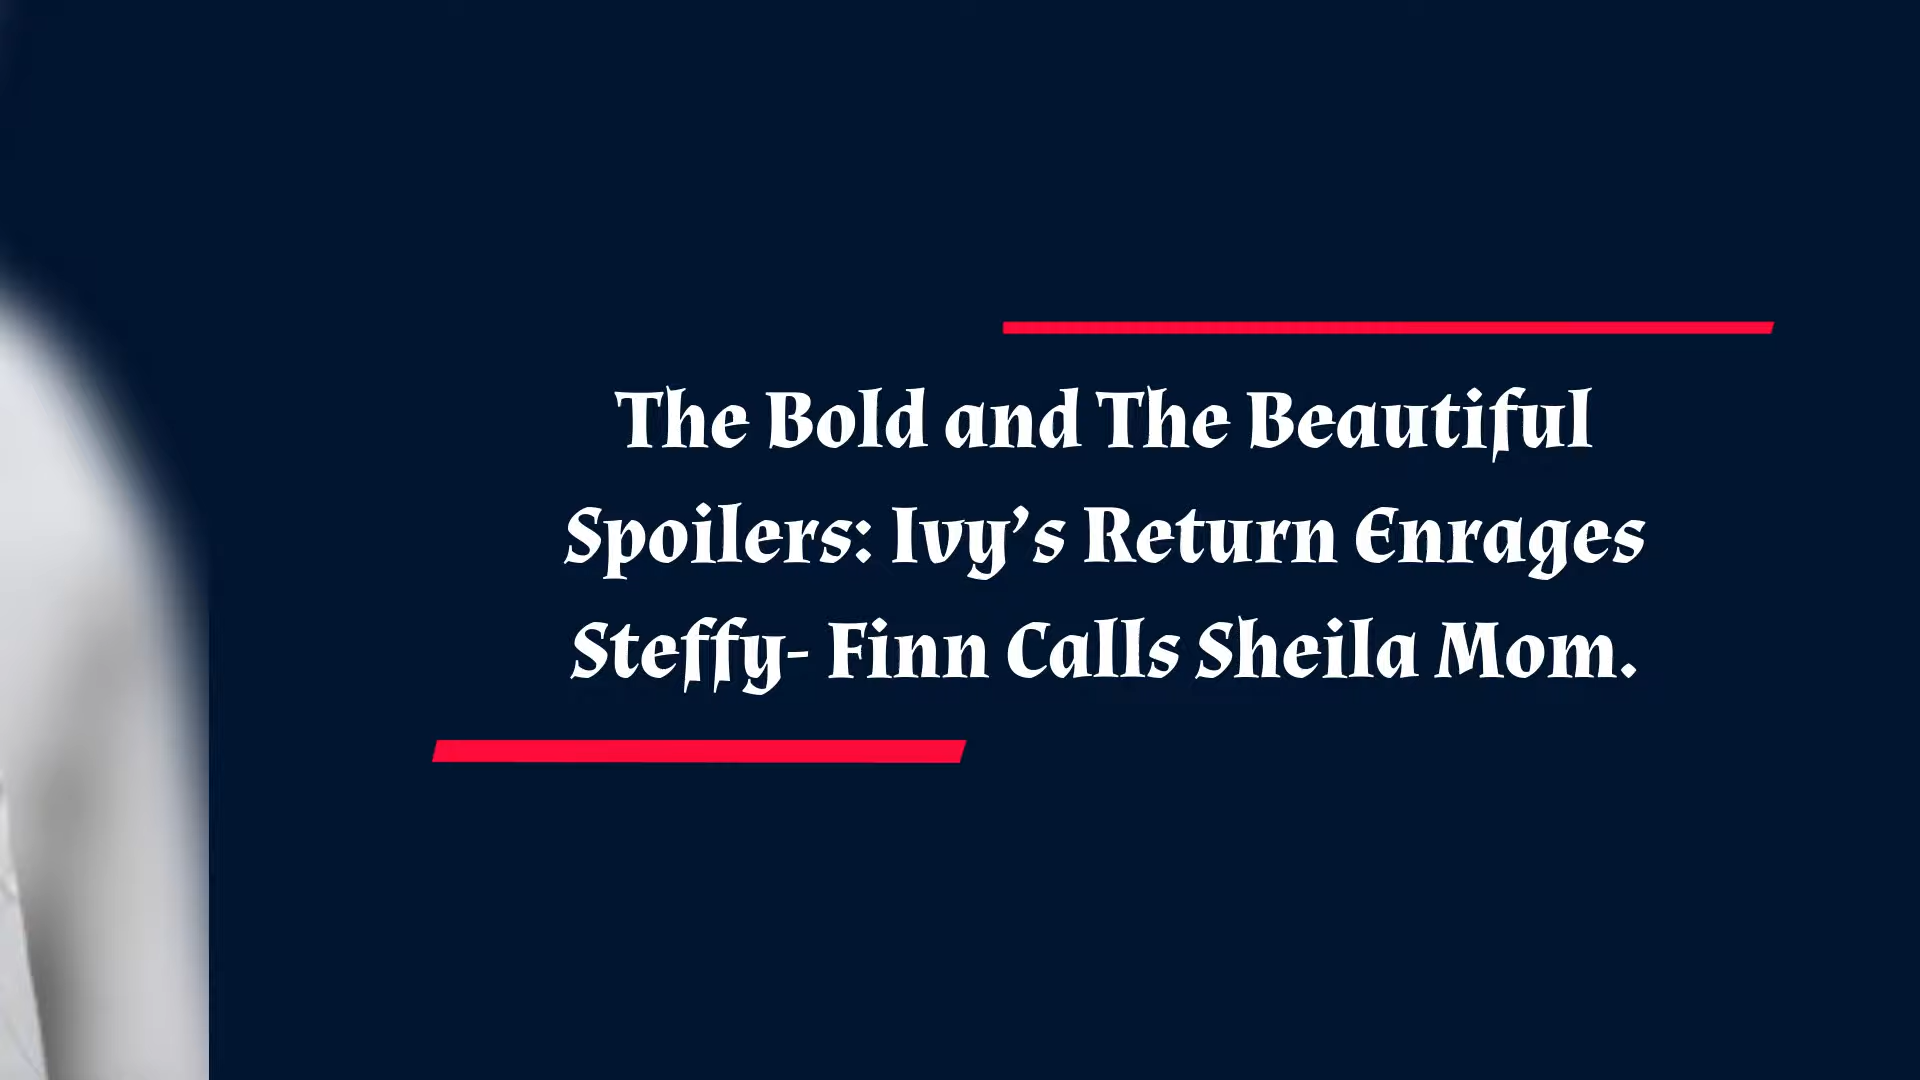 The Bold and The Beautiful
Spoilers: Ivy’s Return Enrages
Steffy- Finn Calls Sheila Mom.